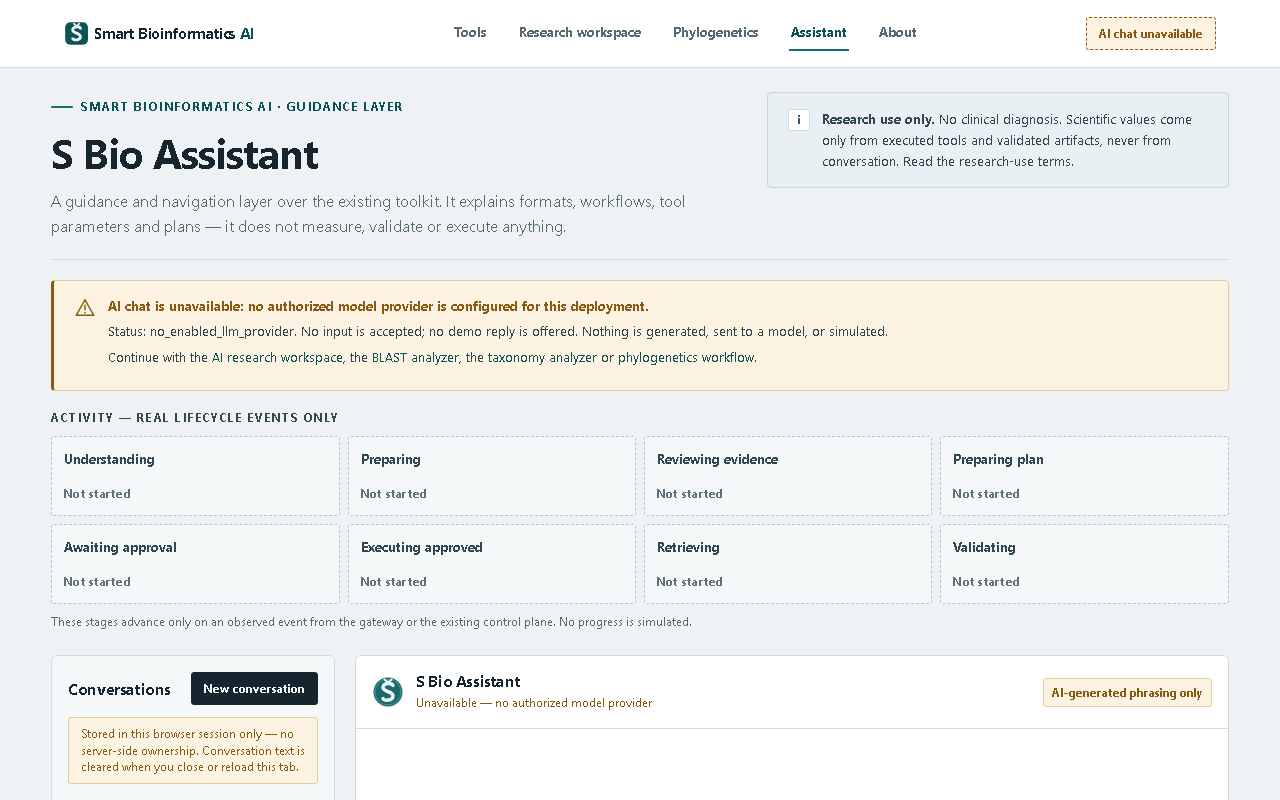 Š Smart Bioinformatics AI
Tools
Research workspace
Phylogenetics
Assistant
About
AI chat unavailable
SMART BIOINFORMATICS AI · GUIDANCE LAYER
S Bio Assistant
A guidance and navigation layer over the existing toolkit. It explains formats, workflows, tool
parameters and plans — it does not measure, validate or execute anything.
i
Research use only. No clinical diagnosis. Scientific values come
only from executed tools and validated artifacts, never from
conversation. Read the research-use terms.
AI chat is unavailable: no authorized model provider is configured for this deployment.
Status: no_enabled_llm_provider. No input is accepted; no demo reply is offered. Nothing is generated, sent to a model, or simulated.
Continue with the AI research workspace, the BLAST analyzer, the taxonomy analyzer or phylogenetics workflow.
ACTIVITY — REAL LIFECYCLE EVENTS ONLY
Understanding
Not started
Preparing
Not started
Reviewing evidence
Not started
Preparing plan
Not started
Awaiting approval
Not started
Executing approved
Not started
Retrieving
Not started
Validating
Not started
These stages advance only on an observed event from the gateway or the existing control plane. No progress is simulated.
Conversations
New conversation
Stored in this browser session only — no
server-side ownership. Conversation text is
cleared when you close or reload this tab.
Š
S Bio Assistant
Unavailable — no authorized model provider
AI-generated phrasing only